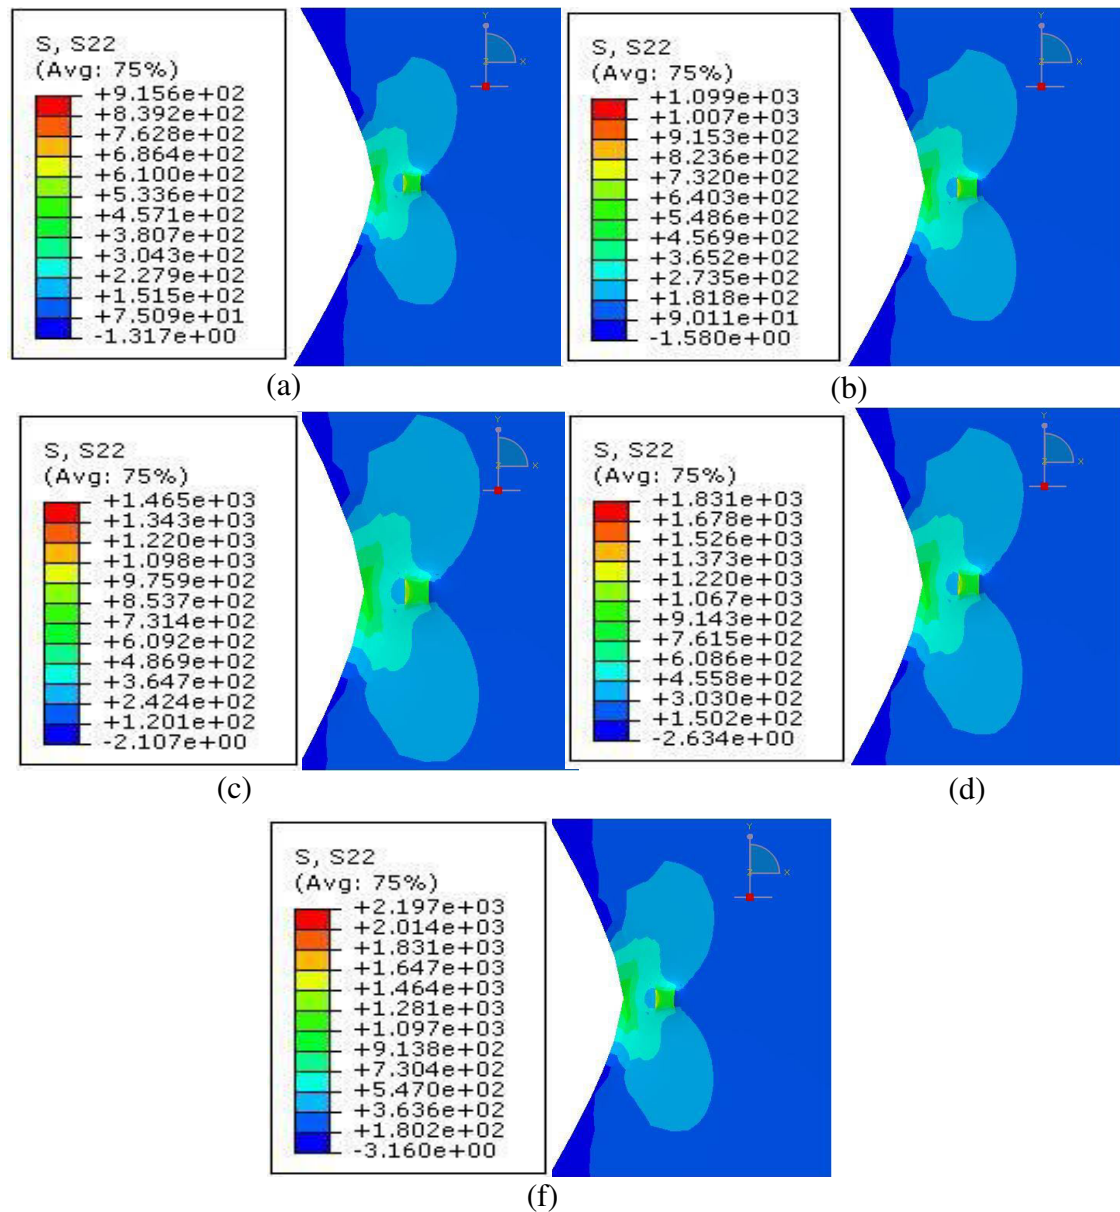 S, S22
(Avg: 75%)
+9.156e+02
+8.392e+02
+7.628e+02
+6.864e+02
+6.100e+02
+5.336e+02
+4.571e+02
+3.807e+02
+3.043e+02
+2.279e+02
+1.515e+02
+7.509e+01
-1.317e+00
Y
Z
X
(a)
S, S22
(Avg: 75%)
+1.099e+03
+1.007e+03
+9.153e+02
+8.236e+02
+7.320e+02
+6.403e+02
+5.486e+02
+4.569e+02
+3.652e+02
+2.735e+02
+1.818e+02
+9.011e+01
-1.580e+00
Y
Z
X
(b)
S, S22
(Avg: 75%)
+1.465e+03
+1.343e+03
+1.220e+03
+1.098e+03
+9.759e+02
+8.537e+02
+7.314e+02
+6.092e+02
+4.869e+02
+3.647e+02
+2.424e+02
+1.201e+02
-2.107e+00
Y
Z
X
(c)
S, S22
(Avg: 75%)
+1.831e+03
+1.678e+03
+1.526e+03
+1.373e+03
+1.220e+03
+1.067e+03
+9.143e+02
+7.615e+02
+6.086e+02
+4.558e+02
+3.030e+02
+1.502e+02
-2.634e+00
Y
Z
X
(d)
S, S22
(Avg: 75%)
+2.197e+03
+2.014e+03
+1.831e+03
+1.647e+03
+1.464e+03
+1.281e+03
+1.097e+03
+9.138e+02
+7.304e+02
+5.470e+02
+3.636e+02
+1.802e+02
-3.160e+00
Y
Z
X
(f)